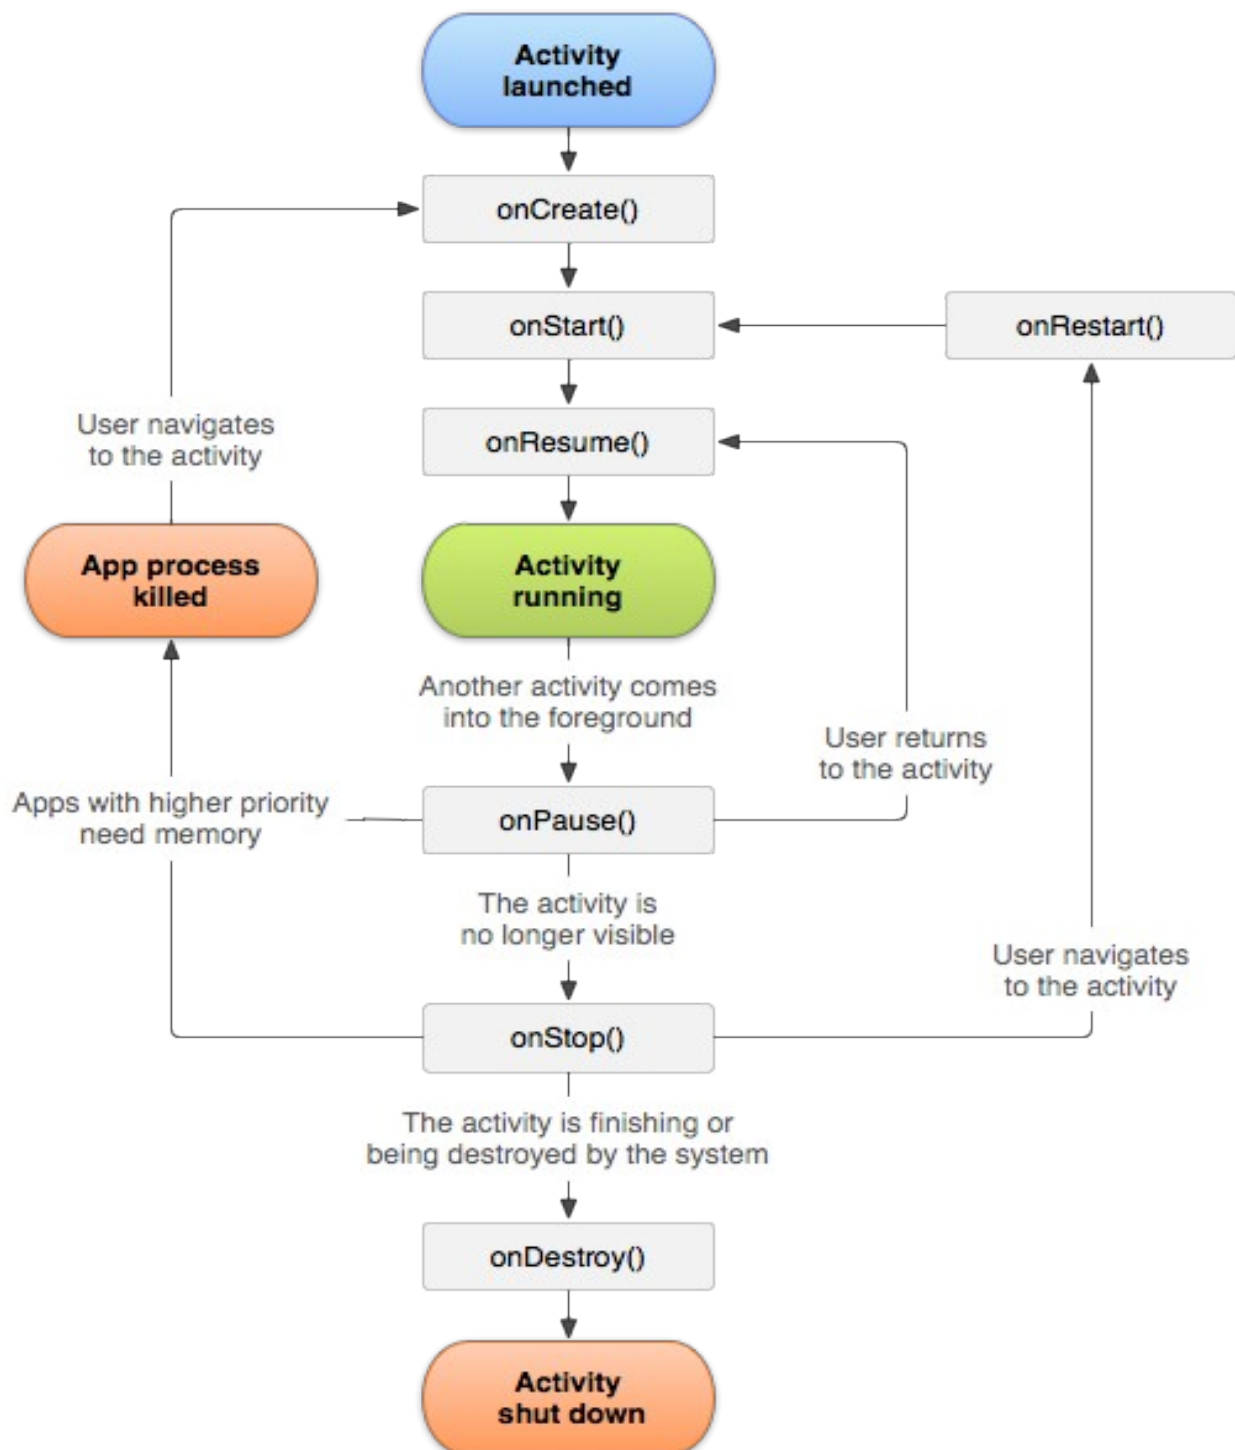 Activity
launched
onCreate()
onStart()
onRestart()
User navigates
to the activity
onResume()
App process
killed
Activity
running
Another activity comes
into the foreground
User returns
to the activity
Apps with higher priority
need memory
onPause()
The activity is
no longer visible
User navigates
to the activity
onStop()
The activity is finishing or
being destroyed by the system
onDestroy()
Activity
shut down